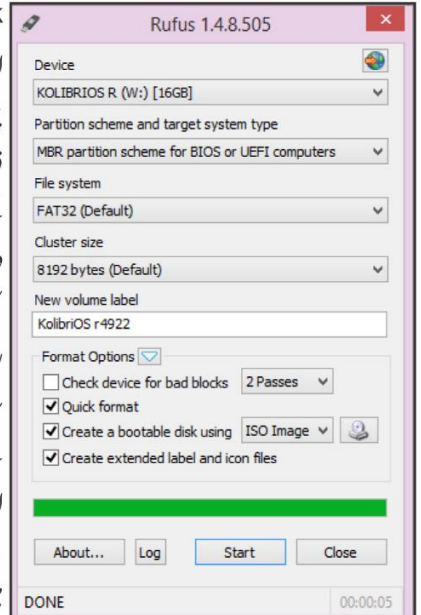 Rufus 1.4.8.505
Device
KOLIBRIOS R (W:) [16GB]
Partition scheme and target system type
MBR partition scheme for BIOS or UEFI computers
File system
FAT32 (Default)
Cluster size
8192 bytes (Default)
New volume label
KolibriOS r4922
Format Options
Check device for bad blocks 2 Passes
Quick format
Create a bootable disk using ISO Image
Create extended label and icon files
About... Log Start Close
DONE 00:00:05